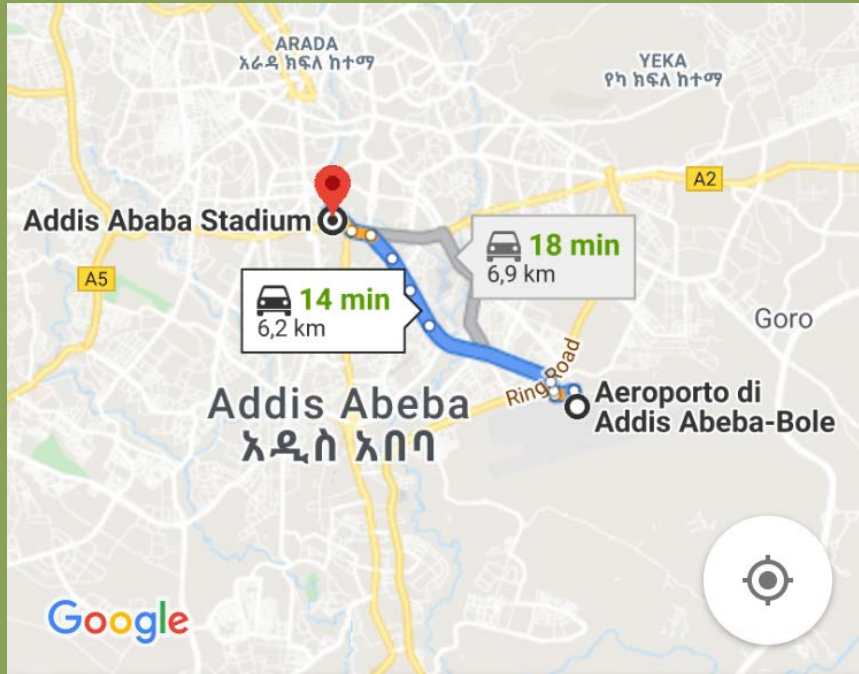 ARADA
አራዳ ክፍለ ከተማ
YEKA
የካ ክፍለ ከተማ
A2
Addis Ababa Stadium
18 min
6,9 km
A5
14 min
6,2 km
Goro
Ring Road
Addis Abeba
አዲስ አበባ
Aeroporto di
Addis Abeba-Bole
Google